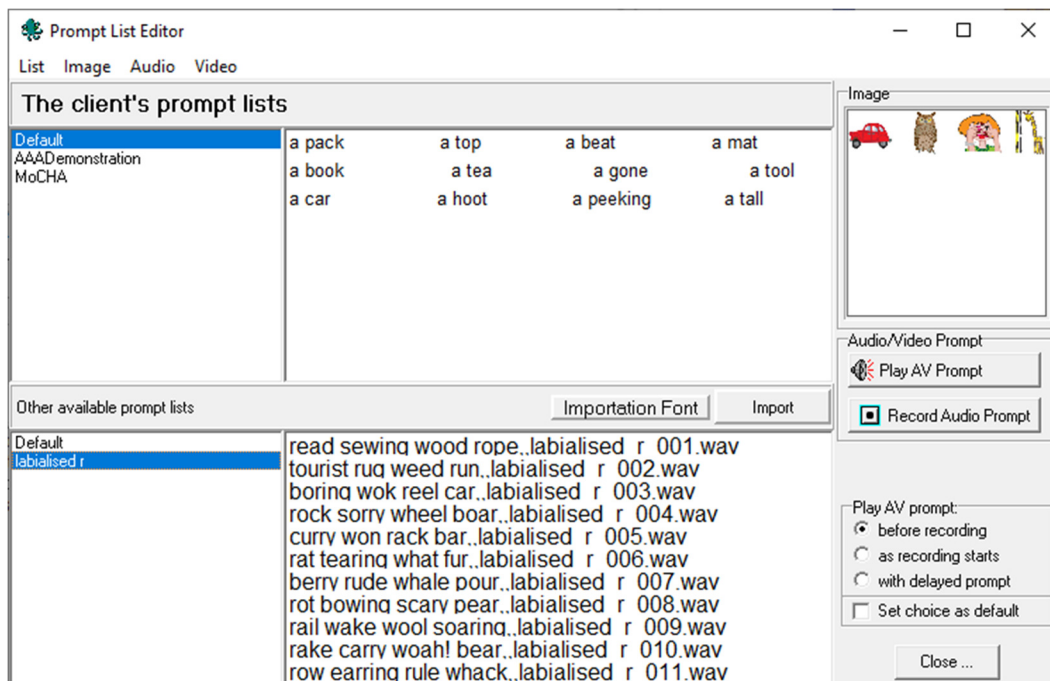 Prompt List Editor
List Image Audio Video
The client's prompt lists
Default
AAADemonstration
MoCHA
a pack a top a beat a mat
a book a tea a gone a tool
a car a hoot a peeking a tall
Image
Audio/Video Prompt
Play AV Prompt
Record Audio Prompt
Other available prompt lists
Importation Font
Import
Default
labialised r
read sewing wood rope,,labialised_r_001.wav
tourist rug weed run,,labialised_r_002.wav
boring wok reel car,,labialised_r_003.wav
rock sorry wheel boar,,labialised_r_004.wav
curry won rack bar,,labialised_r_005.wav
rat tearing what fur,,labialised_r_006.wav
berry rude whale pour,,labialised_r_007.wav
rot bowing scary pear,,labialised_r_008.wav
rail wake wool soaring,,labialised_r_009.wav
rake carry woah! bear,,labialised_r_010.wav
row earring rule whack,,labialised_r_011.wav
Play AV prompt:
before recording
as recording starts
with delayed prompt
Set choice as default
Close ...